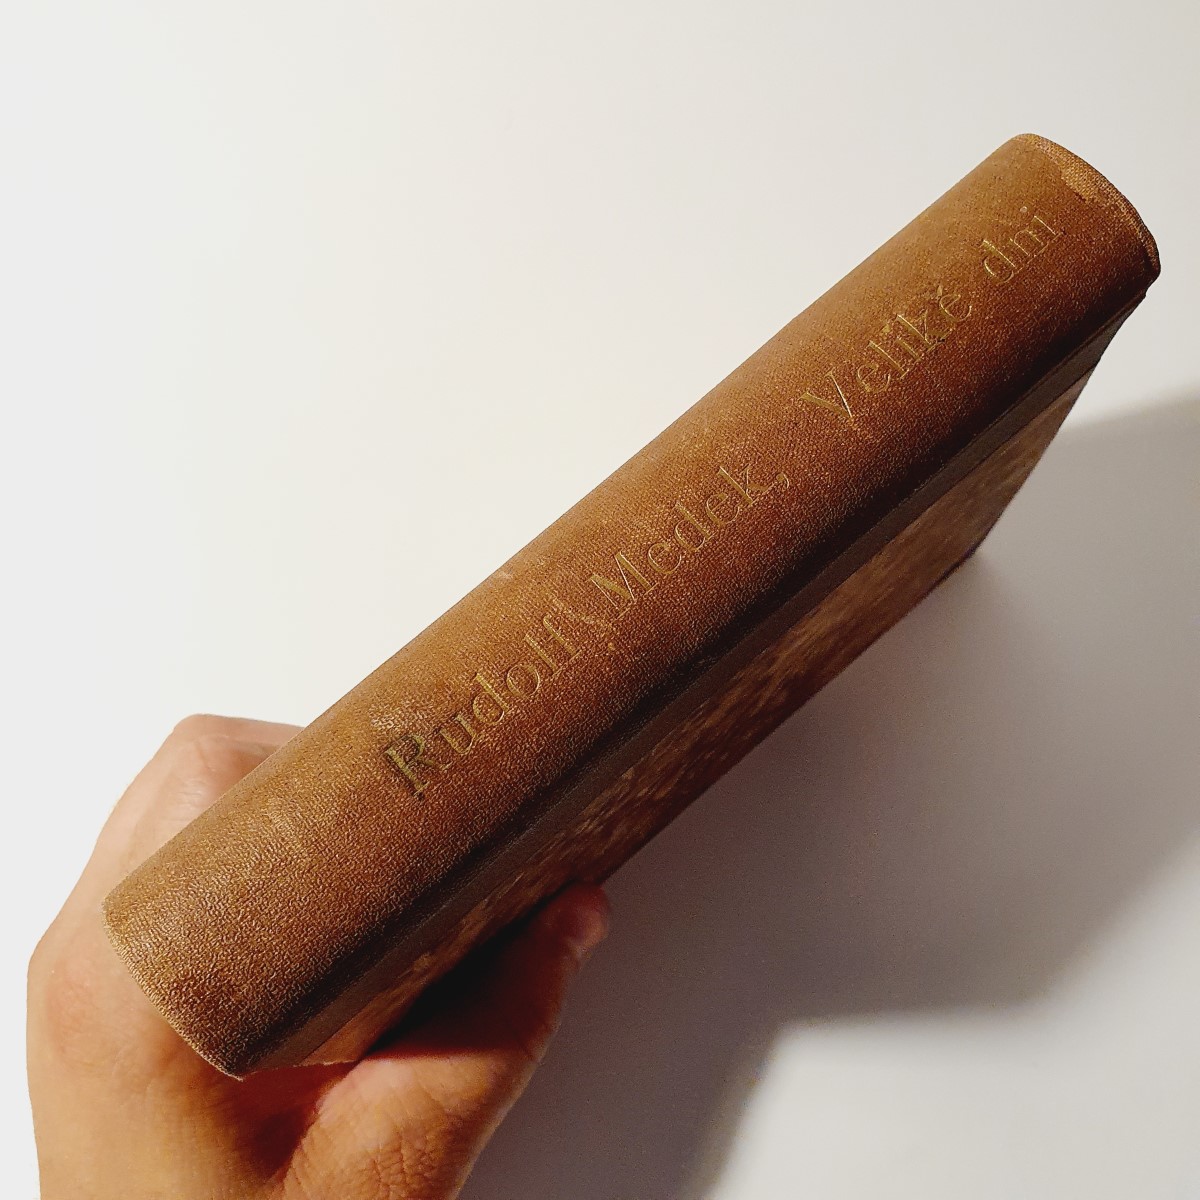 Rudolf Medek, Veliké dni